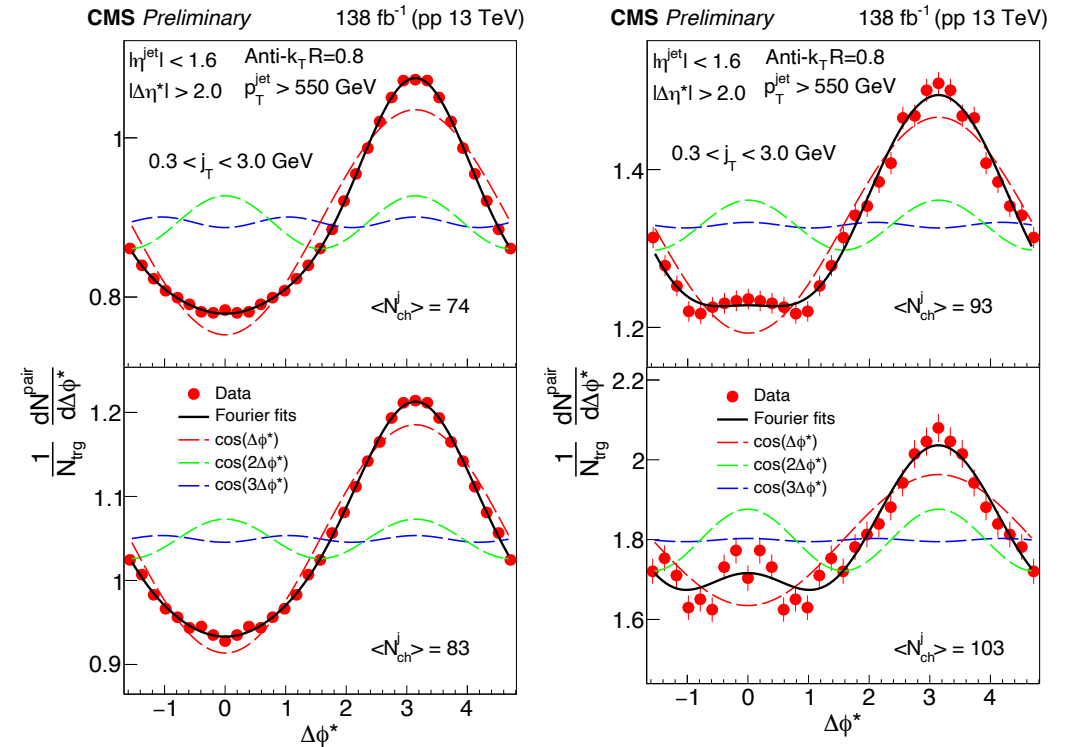 CMS Preliminary 138 fb⁻¹ (pp 13 TeV)
|η^jet| < 1.6 Anti-k_T R=0.8
|Δη*| > 2.0 p_T^jet > 550 GeV
0.3 < j_T < 3.0 GeV
1
0.8
<N_ch^j> = 74
1.2
1.1
1
0.9
Data
Fourier fits
cos(Δϕ*)
cos(2Δϕ*)
cos(3Δϕ*)
<N_ch^j> = 83
1/N_trg dN^pair/dΔϕ*
−1 0 1 2 3 4
Δϕ*
CMS Preliminary 138 fb⁻¹ (pp 13 TeV)
|η^jet| < 1.6 Anti-k_T R=0.8
|Δη*| > 2.0 p_T^jet > 550 GeV
0.3 < j_T < 3.0 GeV
1.4
1.2
<N_ch^j> = 93
2.2
2
1.8
1.6
Data
Fourier fits
cos(Δϕ*)
cos(2Δϕ*)
cos(3Δϕ*)
<N_ch^j> = 103
1/N_trg dN^pair/dΔϕ*
−1 0 1 2 3 4
Δϕ*